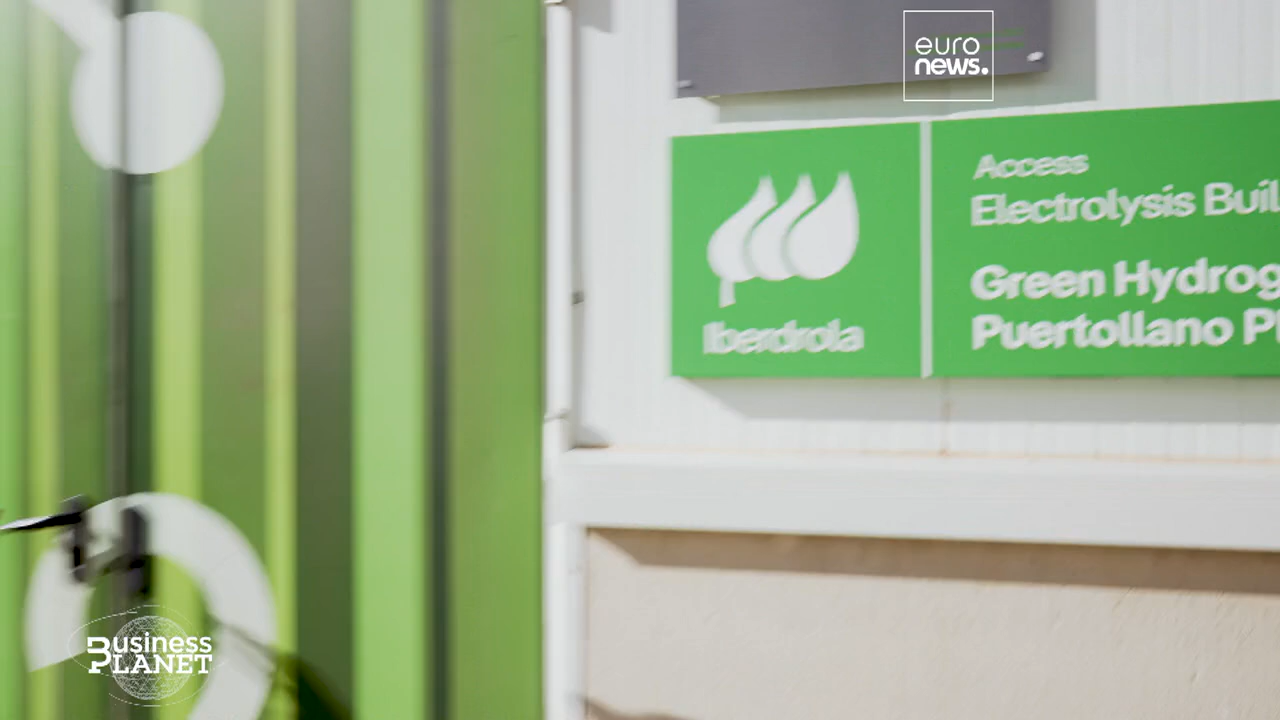 euro
news.
Access
Electrolysis Buil
Green Hydrog
Puertollano Pl
Iberdrola
Business
PLANET